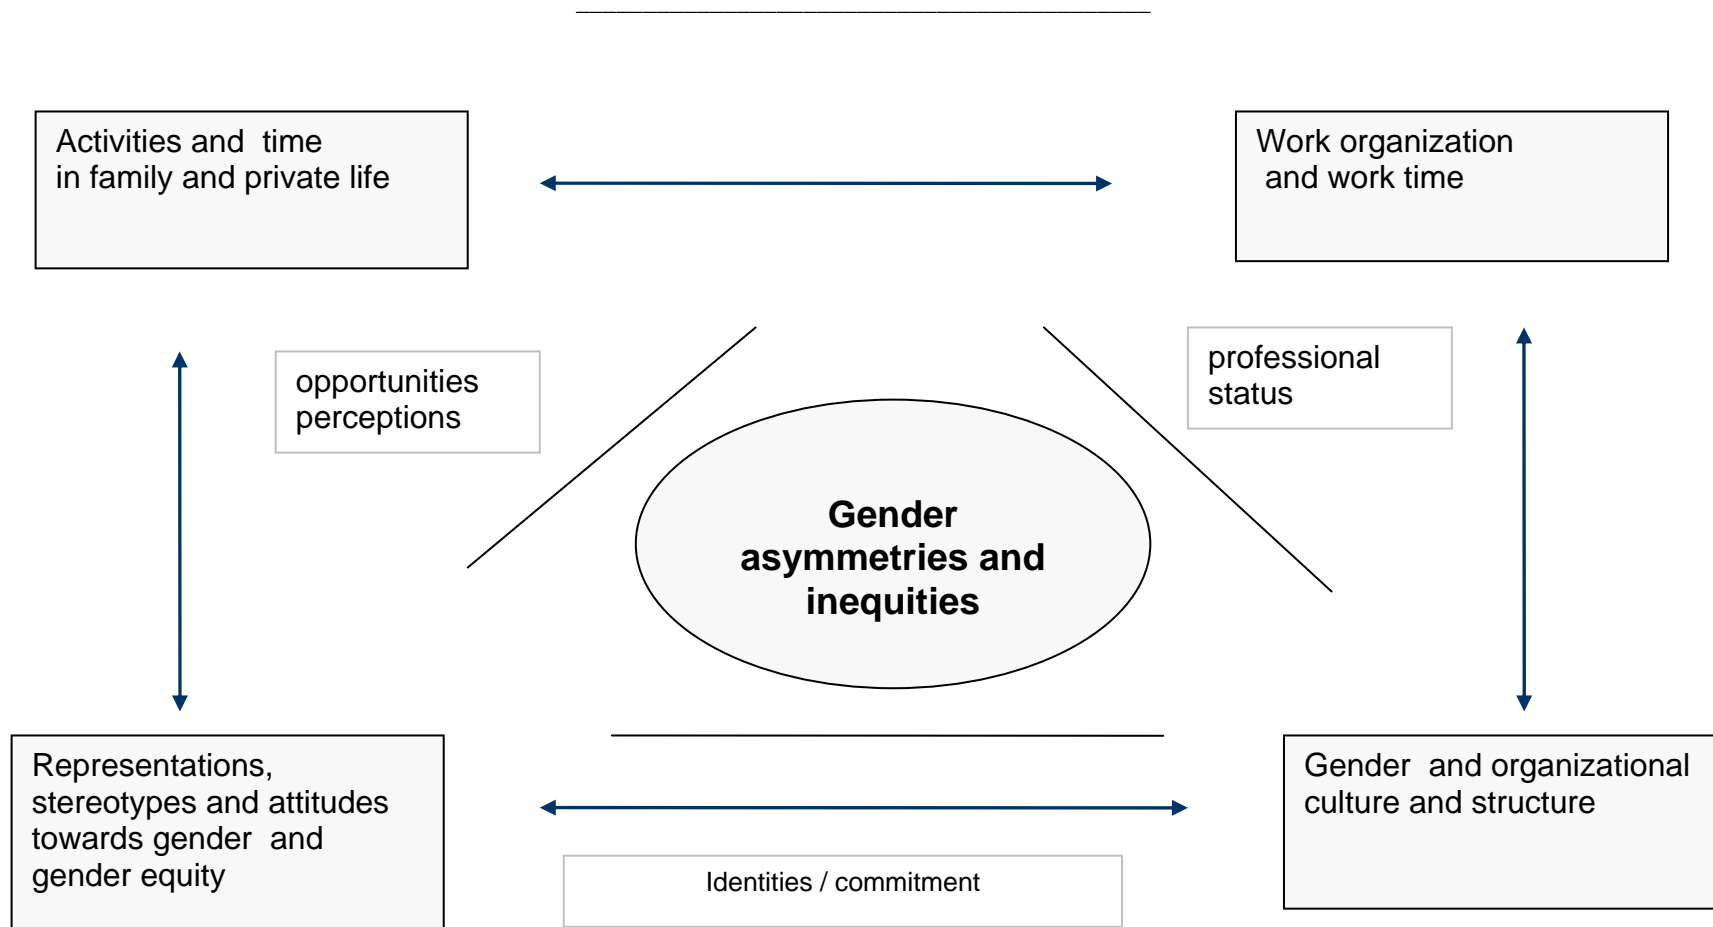 Activities and  time
in family and private life
Work organization
and work time
opportunities
perceptions
professional
status
Gender
asymmetries and
inequities
Representations,
stereotypes and attitudes
towards gender  and
gender equity
Gender  and organizational
culture and structure
Identities / commitment